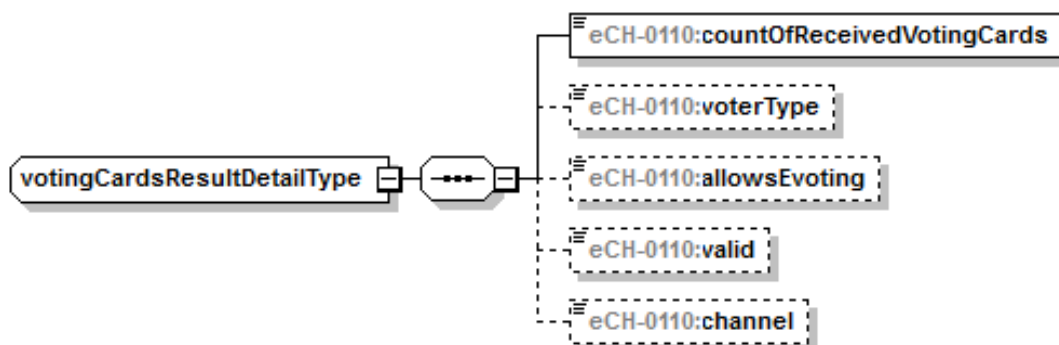 eCH-0110:countOfReceivedVotingCards
eCH-0110:voterType
votingCardsResultDetailType
eCH-0110:allowsEvoting
eCH-0110:valid
eCH-0110:channel